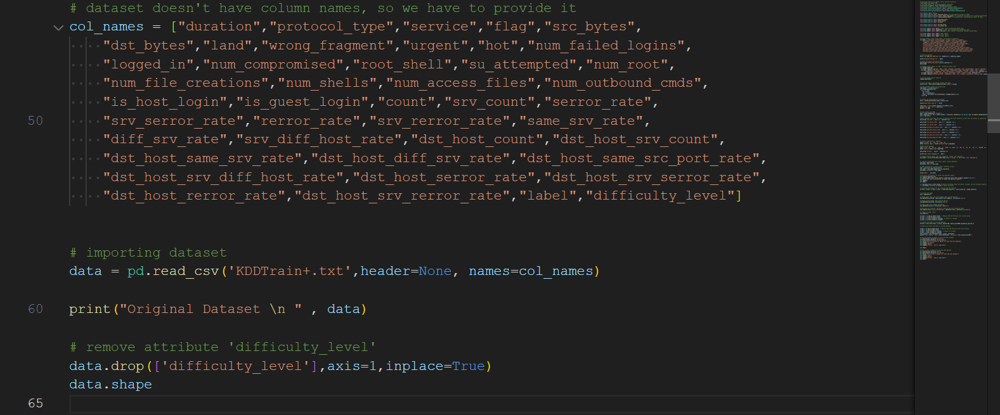 # dataset doesn't have column names, so we have to provide it
col_names = ["duration","protocol_type","service","flag","src_bytes",
"dst_bytes","land","wrong_fragment","urgent","hot","num_failed_logins",
"logged_in","num_compromised","root_shell","su_attempted","num_root",
"num_file_creations","num_shells","num_access_files","num_outbound_cmds",
"is_host_login","is_guest_login","count","srv_count","serror_rate",
50 "srv_serror_rate","rerror_rate","srv_rerror_rate","same_srv_rate",
"diff_srv_rate","srv_diff_host_rate","dst_host_count","dst_host_srv_count",
"dst_host_same_srv_rate","dst_host_diff_srv_rate","dst_host_same_src_port_rate",
"dst_host_srv_diff_host_rate","dst_host_serror_rate","dst_host_srv_serror_rate",
"dst_host_rerror_rate","dst_host_srv_rerror_rate","label","difficulty_level"]
# importing dataset
data = pd.read_csv('KDDTrain+.txt',header=None, names=col_names)
60 print("Original Dataset \n " , data)
# remove attribute 'difficulty_level'
data.drop(['difficulty_level'],axis=1,inplace=True)
data.shape
65